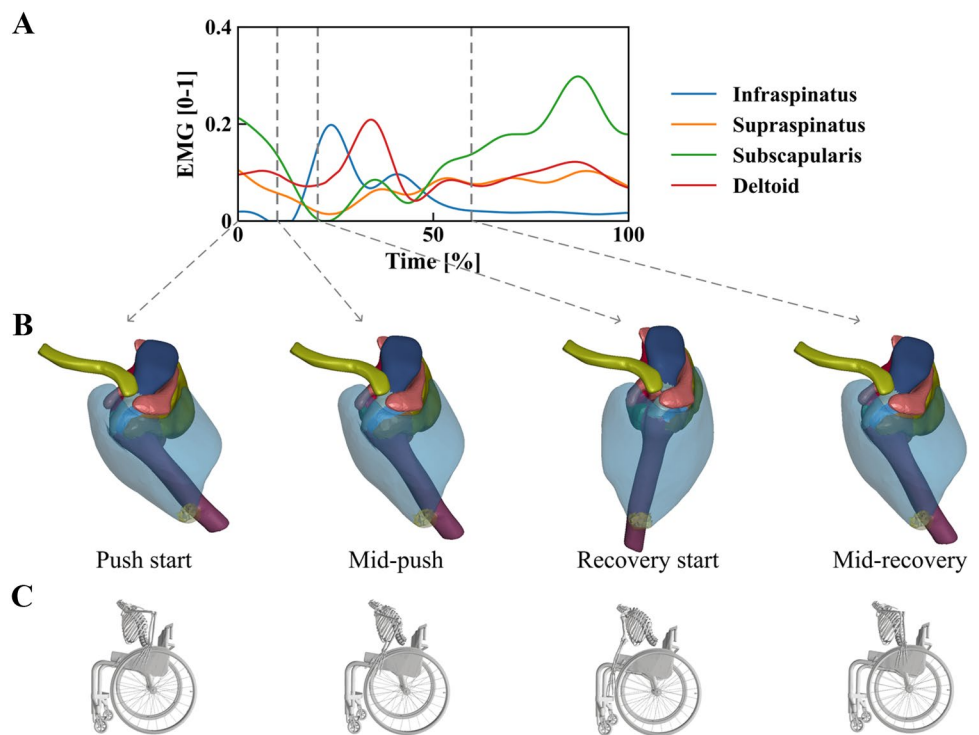 A
EMG [0-1]
0.4
0.2
0
0
50
100
Time [%]
Infraspinatus
Supraspinatus
Subscapularis
Deltoid
B
Push start
Mid-push
Recovery start
Mid-recovery
C